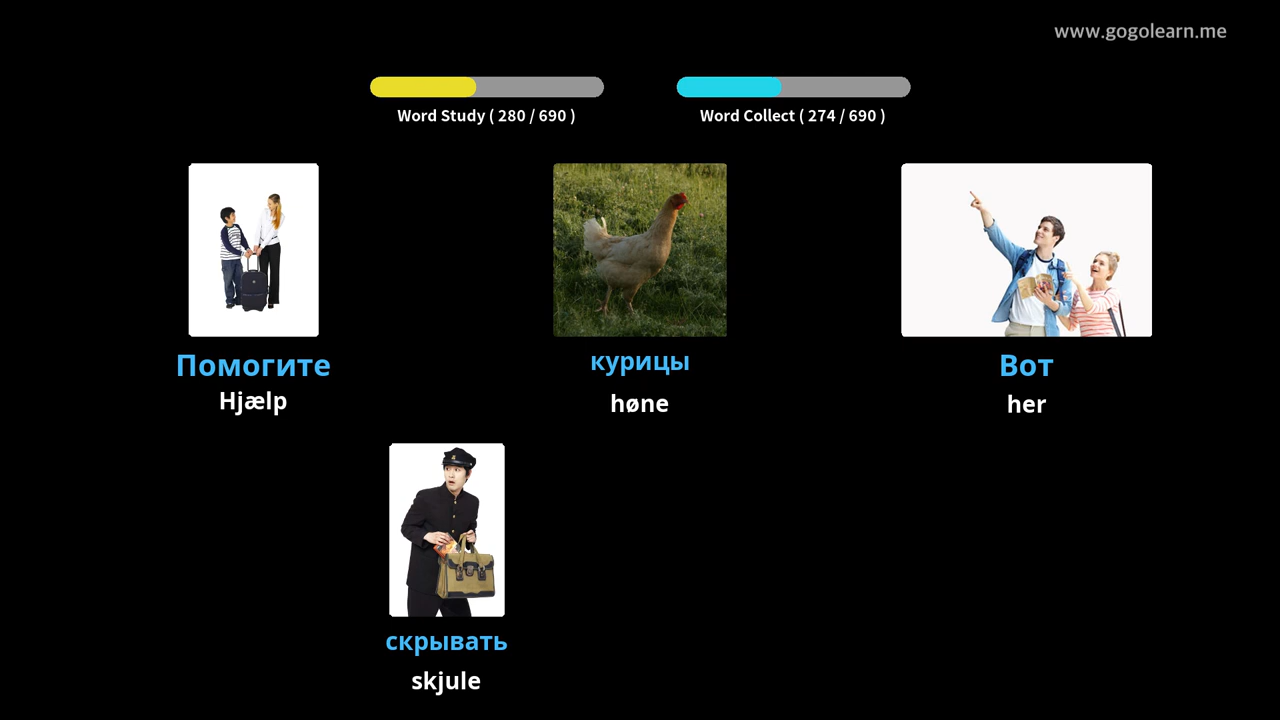 www.gogolearn.me
Word Study ( 280 / 690 )
Word Collect ( 274 / 690 )
Помогите
Hjælp
курицы
høne
Вот
her
скрывать
skjule